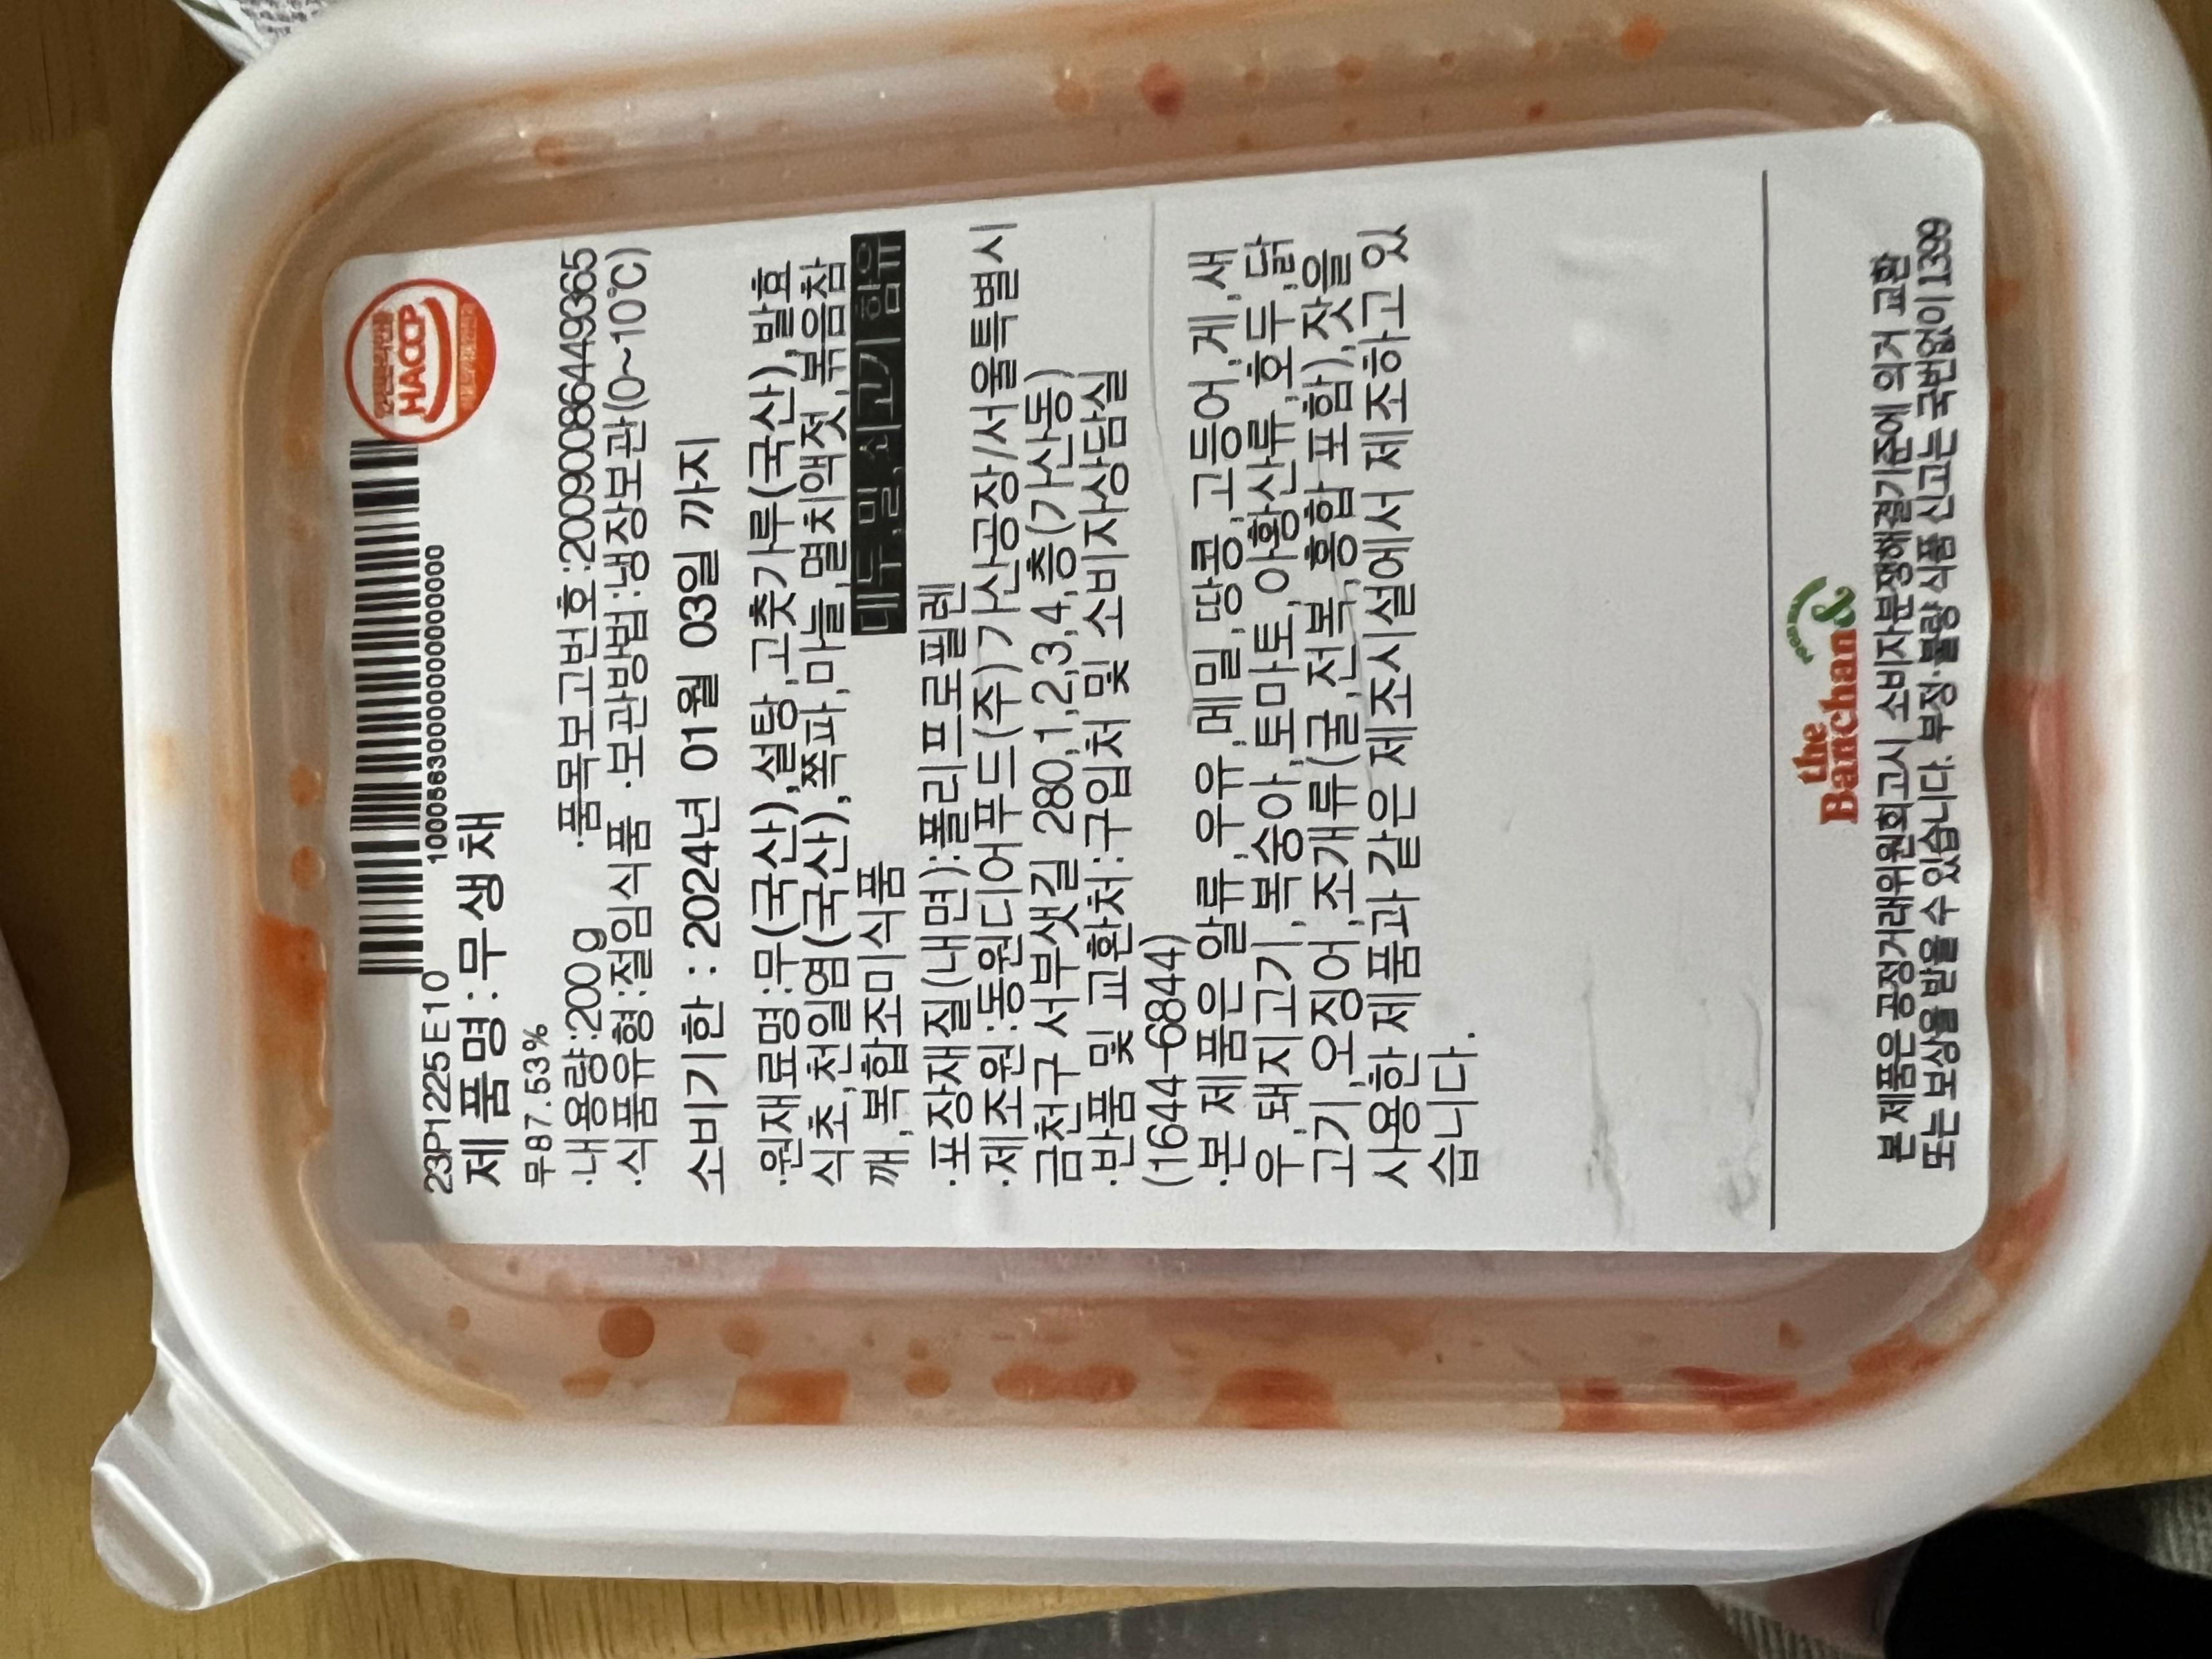 HACCP
10005630000000000000
23P1225E10
제품명:무생채
무87.53%
·내용량:200g ·품목보고번호:20090086449365
·식품유형:절임식품 ·보관방법:냉장보관(0~10℃)
소비기한 : 2024년 01월 03일 까지
·원재료명:무(국산),설탕,고춧가루(국산),발효
식초,천일염(국산),쪽파,마늘,멸치액젓,볶음참
깨,복합조미식품 대두,밀,쇠고기 함유
·포장재질(내면):폴리프로필렌
·제조원:동원디어푸드(주)가산공장/서울특별시
금천구 서부샛길 280,1,2,3,4,층(가산동)
·반품 및 교환처:구입처 및 소비자상담실
(1644-6844)
·본 제품은 알류,우유,메밀,땅콩,고등어,게,새
우,돼지고기,복숭아,토마토,아황산류,호두,닭
고기,오징어,조개류(굴,전복,홍합 포함),잣을
사용한 제품과 같은 제조시설에서 제조하고 있
습니다.
the
Banchan&
본 제품은 공정거래위원회고시 소비자분쟁해결기준에 의거 교환
또는 보상을 받을 수 있습니다. 부정·불량 식품 신고는 국번없이 1399